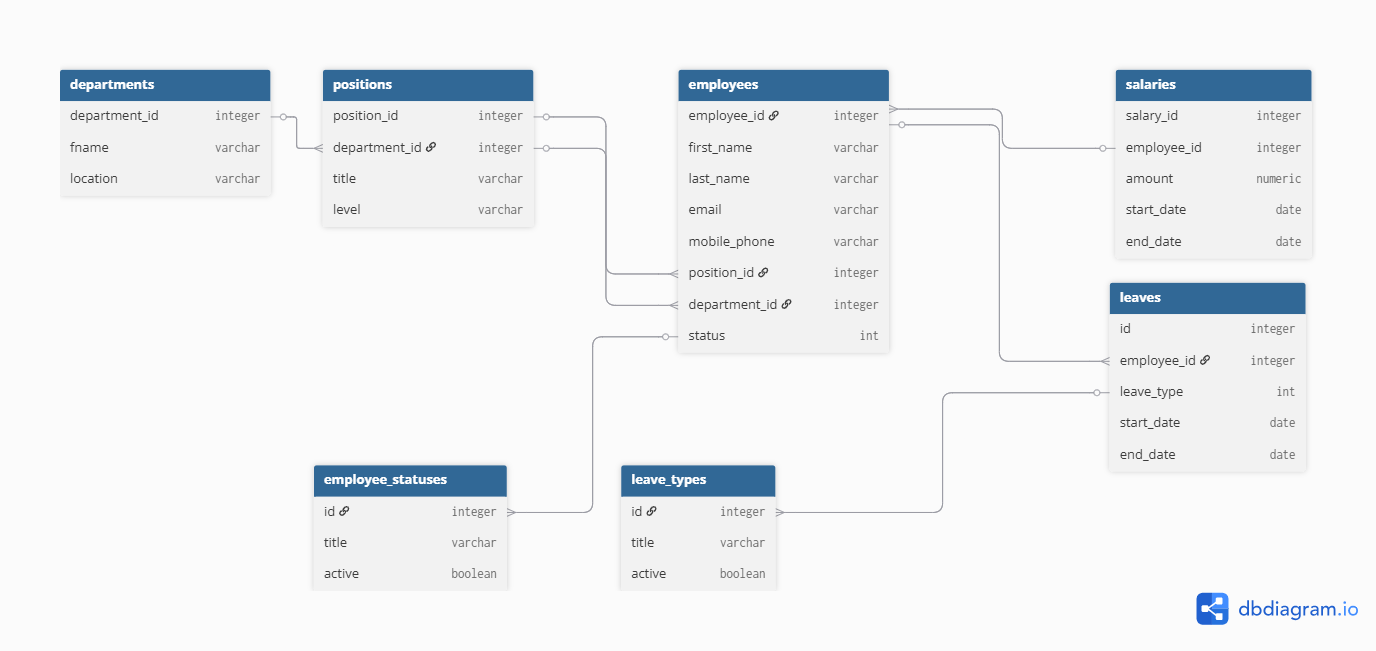 departments
department_id integer
fname varchar
location varchar
positions
position_id integer
department_id integer
title varchar
level varchar
employees
employee_id integer
first_name varchar
last_name varchar
email varchar
mobile_phone varchar
position_id integer
department_id integer
status int
salaries
salary_id integer
employee_id integer
amount numeric
start_date date
end_date date
leaves
id integer
employee_id integer
leave_type int
start_date date
end_date date
employee_statuses
id integer
title varchar
active boolean
leave_types
id integer
title varchar
active boolean
dbdiagram.io